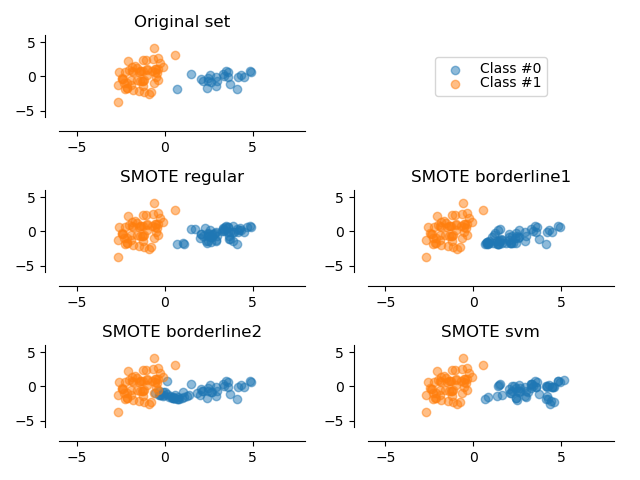 Original set
5
0
−5
−5 0 5
Class #0
Class #1
SMOTE regular
5
0
−5
−5 0 5
SMOTE borderline1
5
0
−5
−5 0 5
SMOTE borderline2
5
0
−5
−5 0 5
SMOTE svm
5
0
−5
−5 0 5